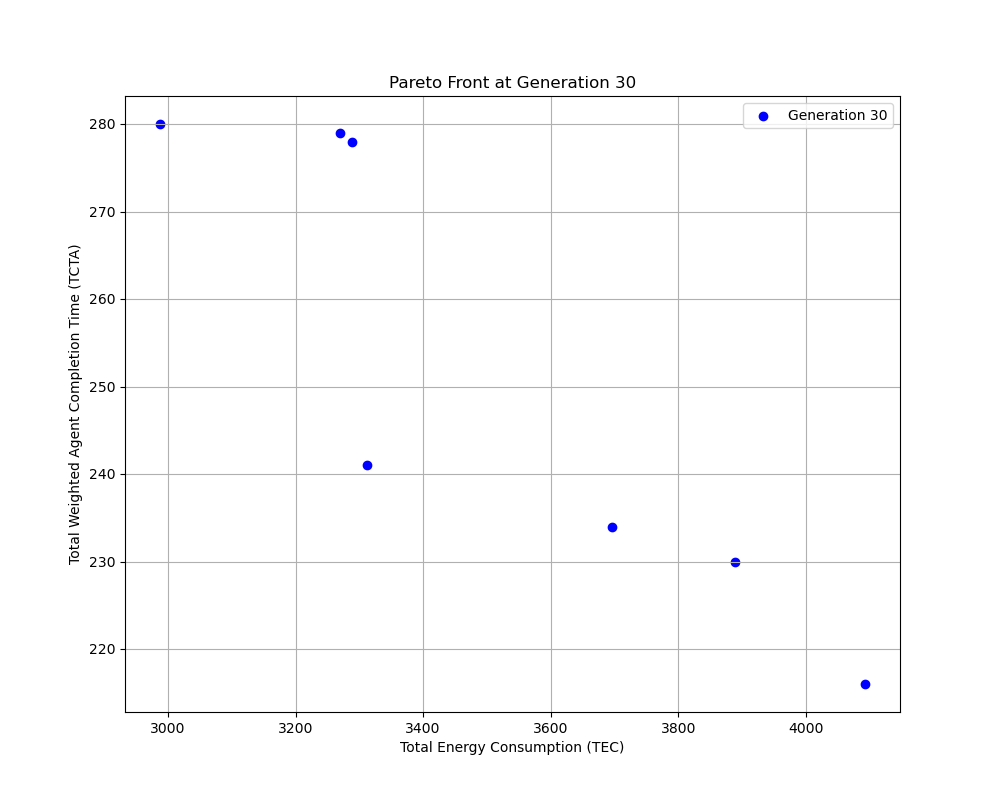 Pareto Front at Generation 30
Generation 30
280
270
260
250
240
230
220
Total Weighted Agent Completion Time (TCTA)
3000 3200 3400 3600 3800 4000
Total Energy Consumption (TEC)